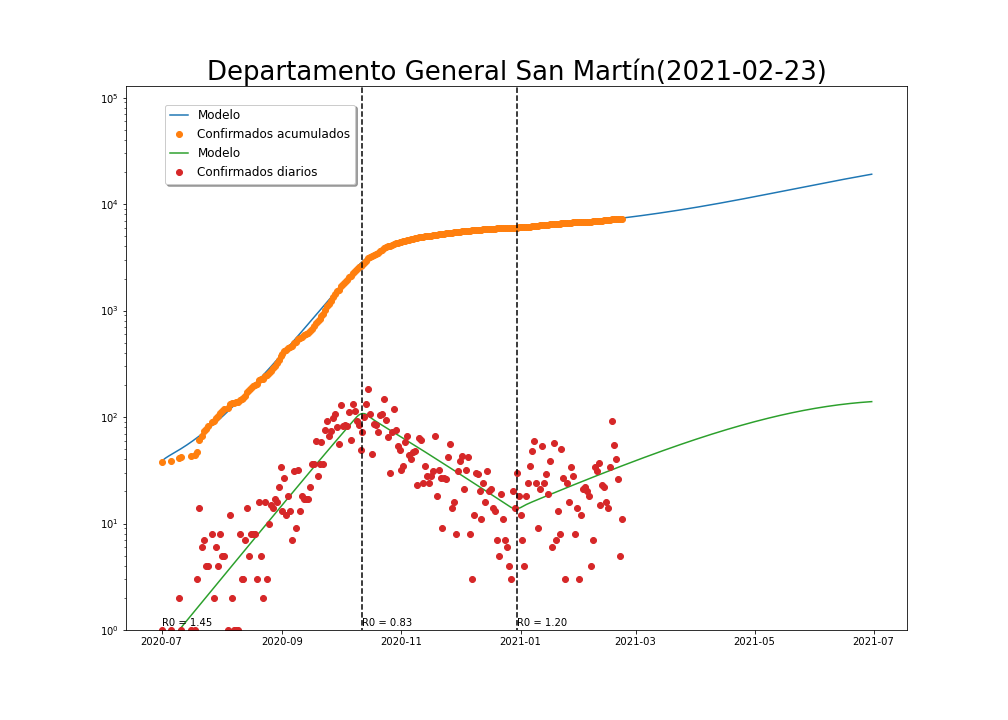 Departamento General San Martín(2021-02-23)
Modelo
Confirmados acumulados
Modelo
Confirmados diarios
10^5
10^4
10^3
10^2
10^1
10^0
R0 = 1.45
R0 = 0.83
R0 = 1.20
2020-07
2020-09
2020-11
2021-01
2021-03
2021-05
2021-07